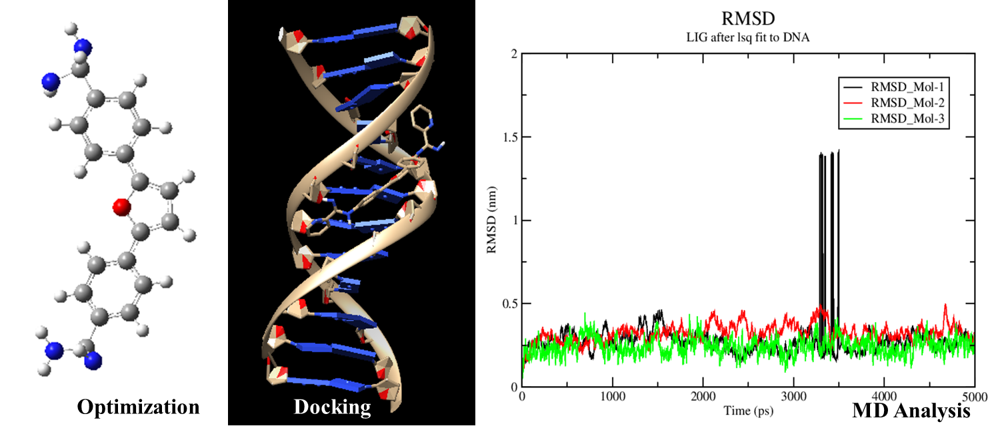 Optimization
Docking
RMSD
LIG after lsq fit to DNA
2
1.5
1
0.5
0
RMSD (nm)
RMSD_Mol-1
RMSD_Mol-2
RMSD_Mol-3
0 1000 2000 3000 4000 5000
Time (ps)
MD Analysis